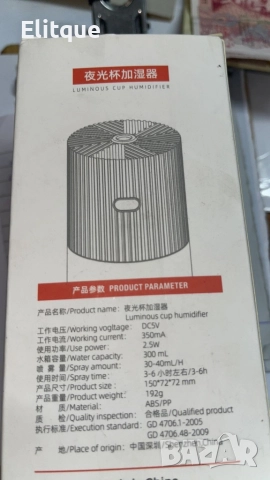 Elitque
夜光杯加湿器
LUMINOUS CUP HUMIDIFIER
产品参数 PRODUCT PARAMETER
产品名称/Product name: 夜光杯加湿器
Luminous cup humidifier
工作电压/Working vogltage: DC5V
工作电流/Working current: 350mA
使用功率/Use power: 2.5W
水箱容量/Water capacity: 300 mL
喷 雾 量/Spray amount: 30-40mL/H
使用时间/Spray time: 3-6 小时左右/3-6h
产品尺寸/Product size: 150*72*72 mm
产品重量/Product weight: 192g
材 质/Material: ABS/PP
质 检/Quality inspection: 合格品/Qualified product
执行标准/Execution standard: GD 4706.1-2005
GD 4706.48-2009
产 地/Place of origin: 中国深圳/Shenzhen,China
bazar